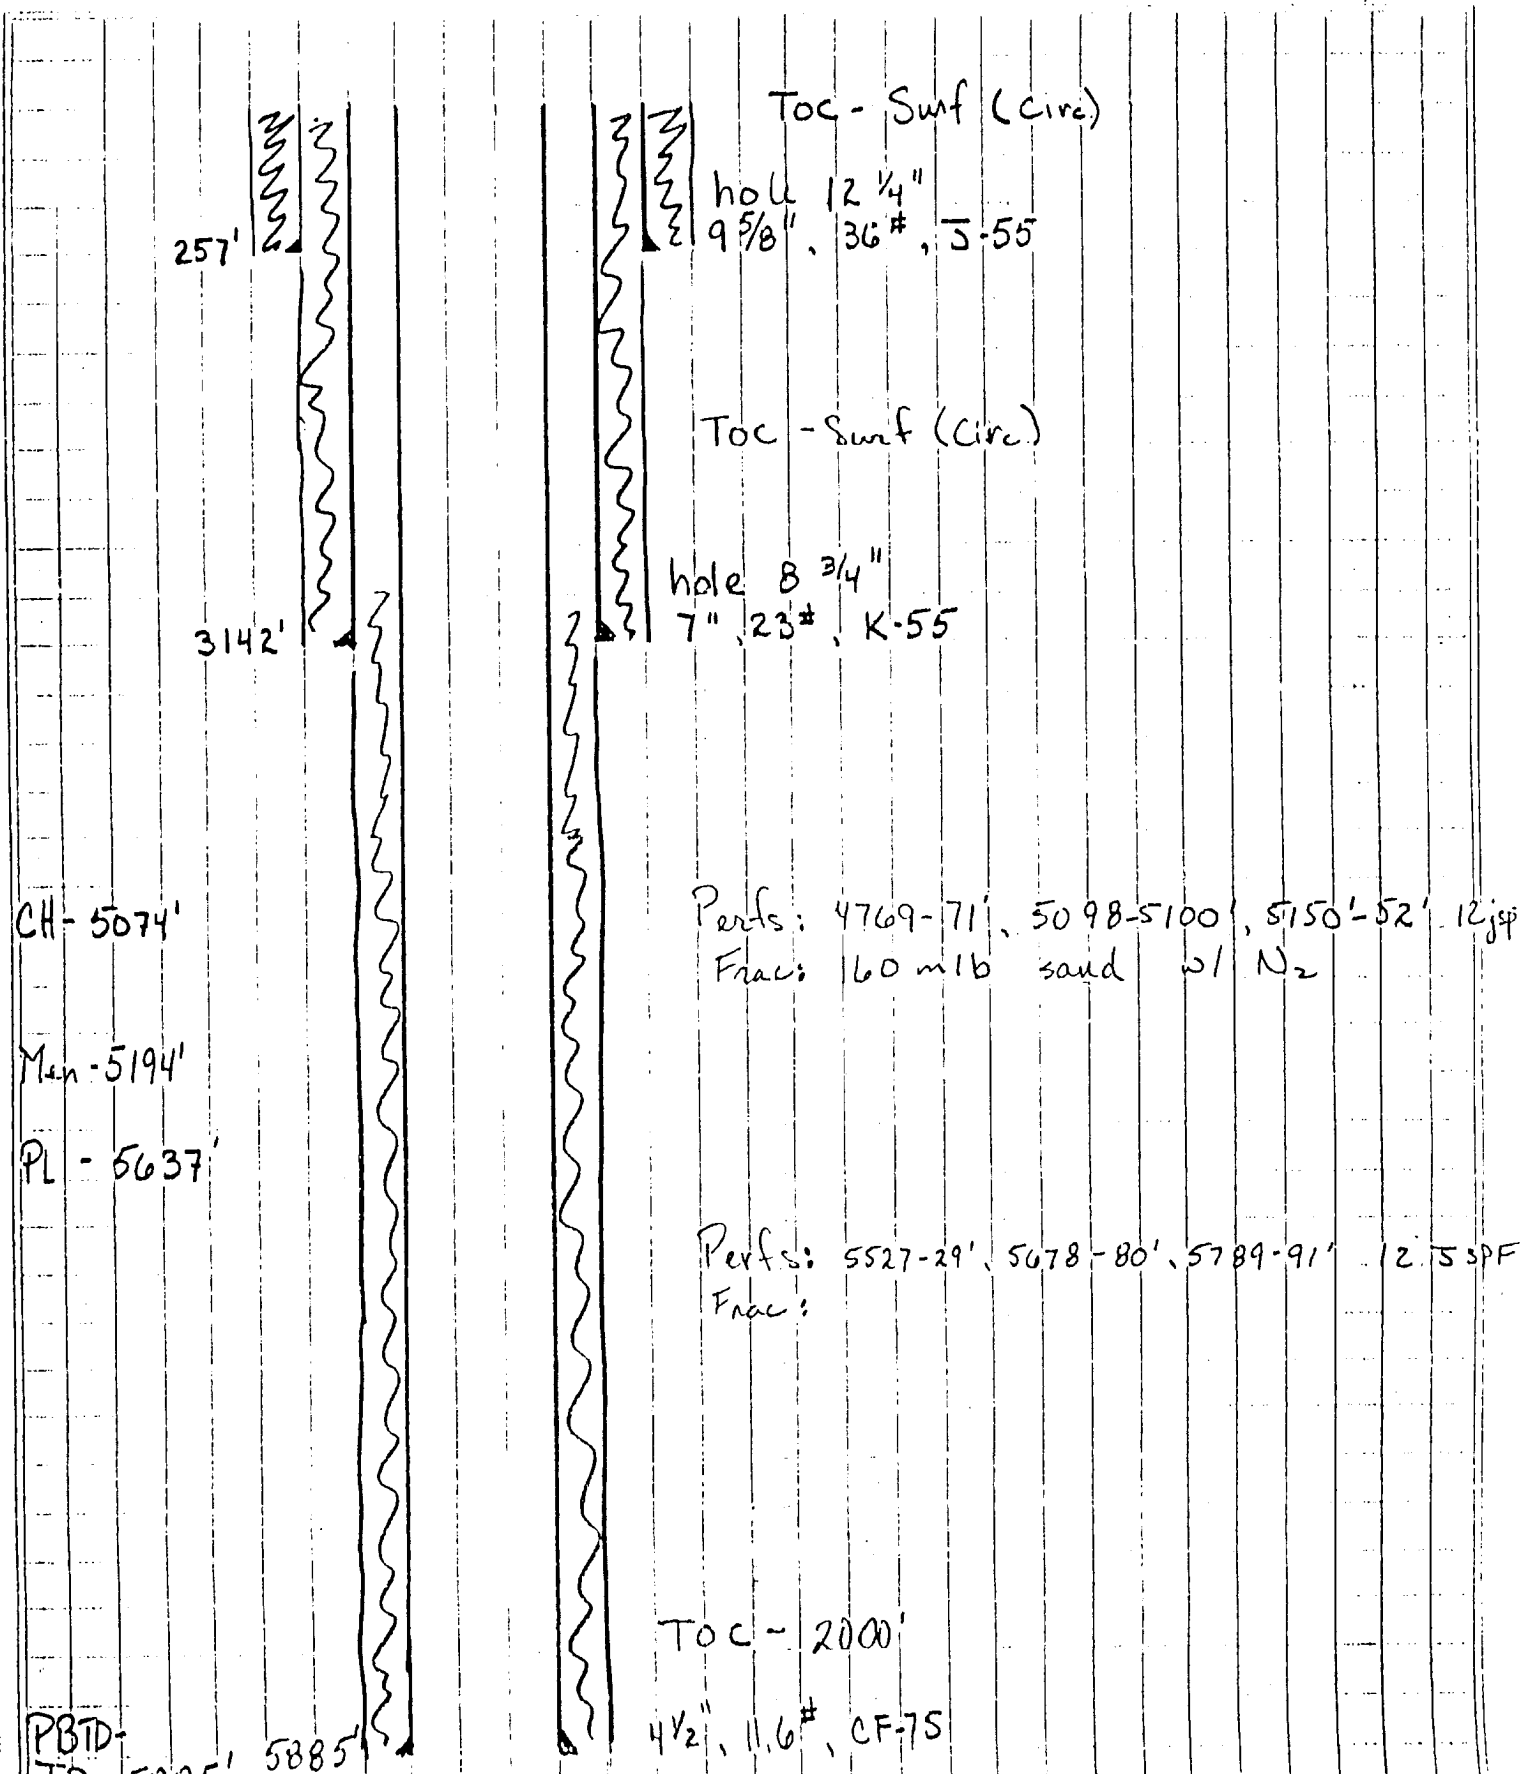 Toc - Surf (circ.)
hole 12 1/4"
9 5/8", 36#, J-55
257'
Toc - Surf (Circ.)
hole 8 3/4"
7", 23#, K-55
3142'
CH - 5074'
Perfs: 4769-71', 5098-5100', 5150'-52' 12 jsp
Frac: 160 mlb sand w/ N2
Men - 5194'
PL - 5637'
Perfs: 5527-29', 5678-80', 5789-91' 12
Frac:
TOC - 2000'
4 1/2", 11.6#, CF-75
PBTD-
5885'